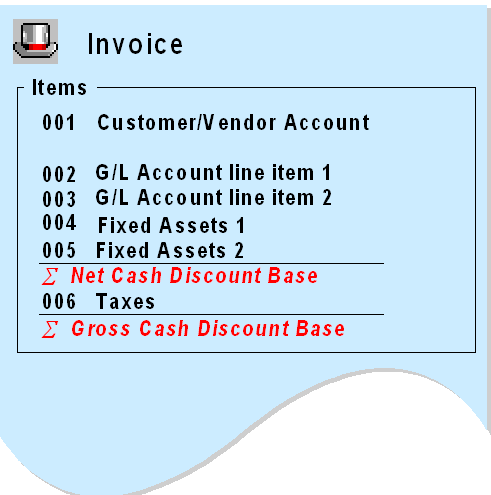 Invoice
Items
001 Customer/Vendor Account
002 G/L Account line item 1
003 G/L Account line item 2
004 Fixed Assets 1
005 Fixed Assets 2
∑ Net Cash Discount Base
006 Taxes
∑ Gross Cash Discount Base